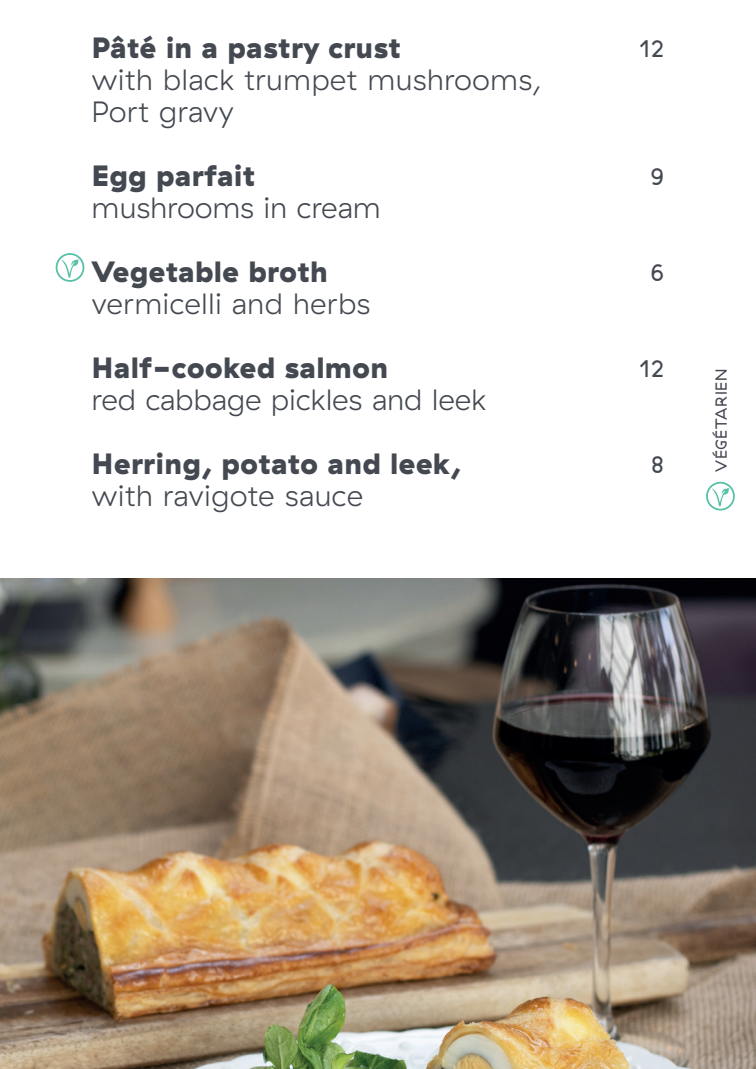 Pâté in a pastry crust 12
with black trumpet mushrooms,
Port gravy
Egg parfait 9
mushrooms in cream
Vegetable broth 6
vermicelli and herbs
Half-cooked salmon 12
red cabbage pickles and leek
Herring, potato and leek, 8
with ravigote sauce
VÉGÉTARIEN